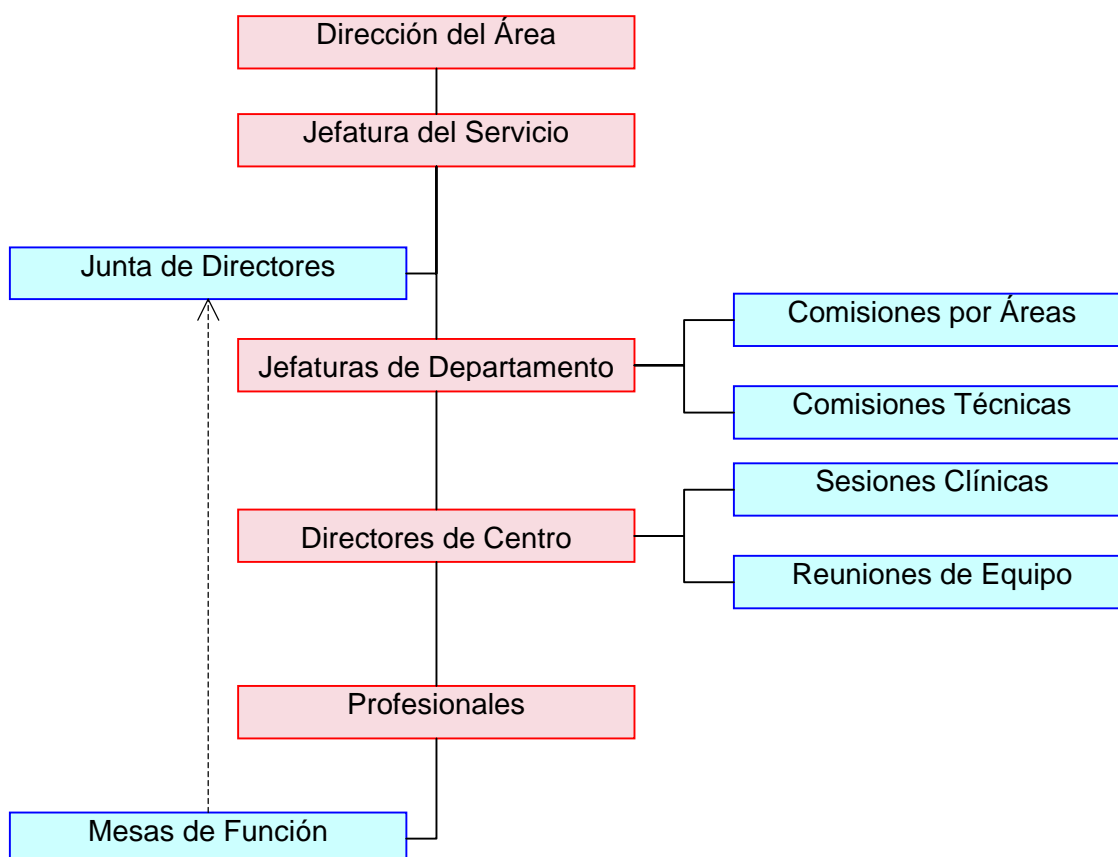 Dirección del Área
Jefatura del Servicio
Junta de Directores
Comisiones por Áreas
Jefaturas de Departamento
Comisiones Técnicas
Sesiones Clínicas
Directores de Centro
Reuniones de Equipo
Profesionales
Mesas de Función